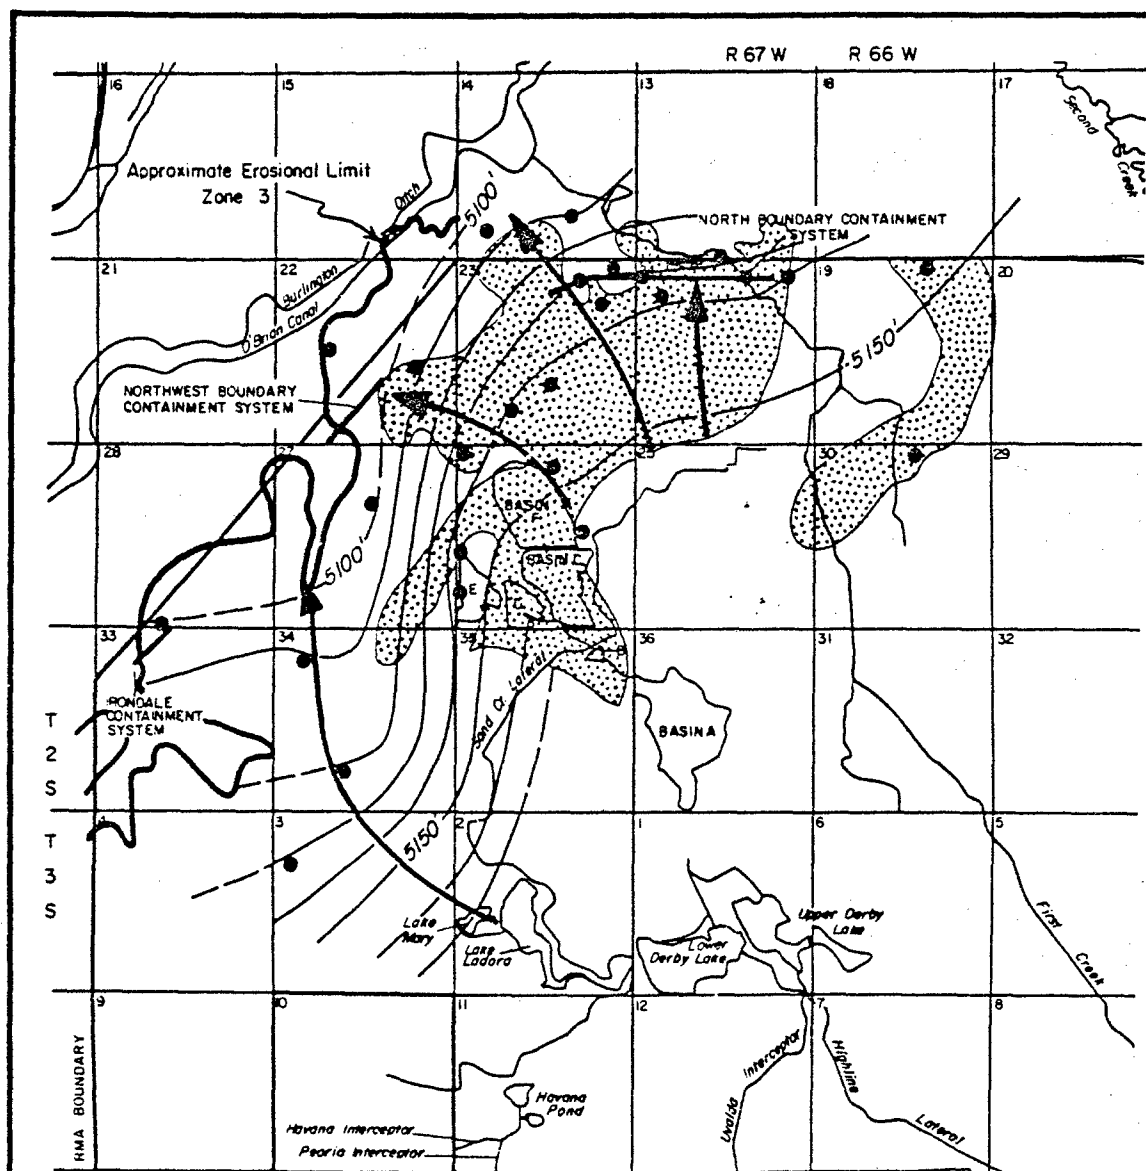 R 67 W R 66 W
16
15
14
13
18
17
Second
Creek
Approximate Erosional Limit
Zone 3
Ditch
5100'
NORTH BOUNDARY CONTAINMENT
SYSTEM
21
22
23
19
20
Burlington
O'Brian Canal
5150'
NORTHWEST BOUNDARY
CONTAINMENT SYSTEM
28
27
25
30
29
BASIN
F
BASIN C
5100'
E
33
34
35
36
31
32
B
Sand Cr. Lateral
IRONDALE
CONTAINMENT
SYSTEM
BASIN A
T
2
S
4
3
2
1
6
5
T
3
S
5150'
Lake
Mary
Lake
Ladora
Lower
Derby Lake
Upper Derby
Lake
First
Creek
9
10
11
12
7
8
RMA BOUNDARY
Havana
Pond
Havana Interceptor
Peoria Interceptor
Uvalda
Interceptor
Highline
Lateral